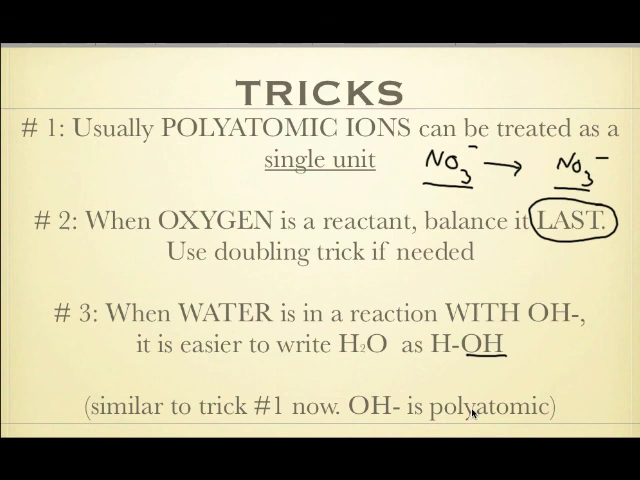 TRICKS
# 1: Usually POLYATOMIC IONS can be treated as a
single unit
NO₃⁻ → NO₃⁻
# 2: When OXYGEN is a reactant, balance it LAST.
Use doubling trick if needed
# 3: When WATER is in a reaction WITH OH-,
it is easier to write H₂O as H-OH
(similar to trick #1 now. OH- is polyatomic)